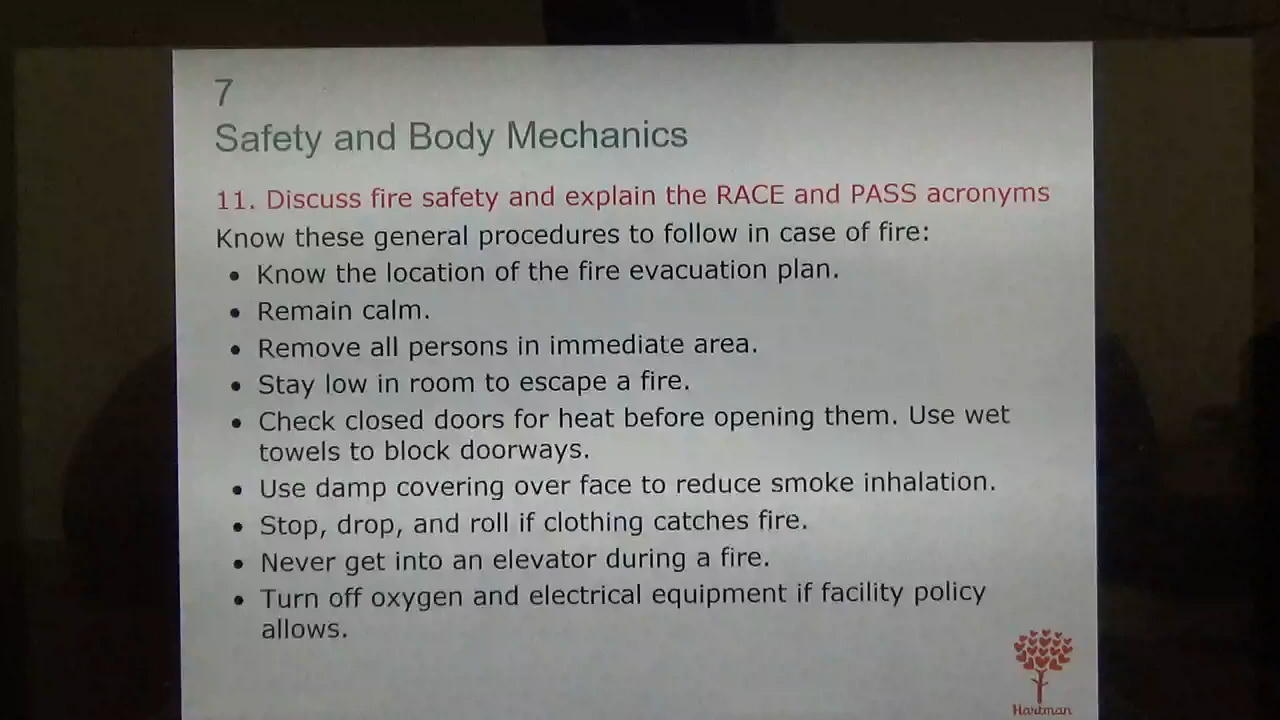 7
Safety and Body Mechanics
11. Discuss fire safety and explain the RACE and PASS acronyms
Know these general procedures to follow in case of fire:
• Know the location of the fire evacuation plan.
• Remain calm.
• Remove all persons in immediate area.
• Stay low in room to escape a fire.
• Check closed doors for heat before opening them. Use wet
towels to block doorways.
• Use damp covering over face to reduce smoke inhalation.
• Stop, drop, and roll if clothing catches fire.
• Never get into an elevator during a fire.
• Turn off oxygen and electrical equipment if facility policy
allows.
Hartman